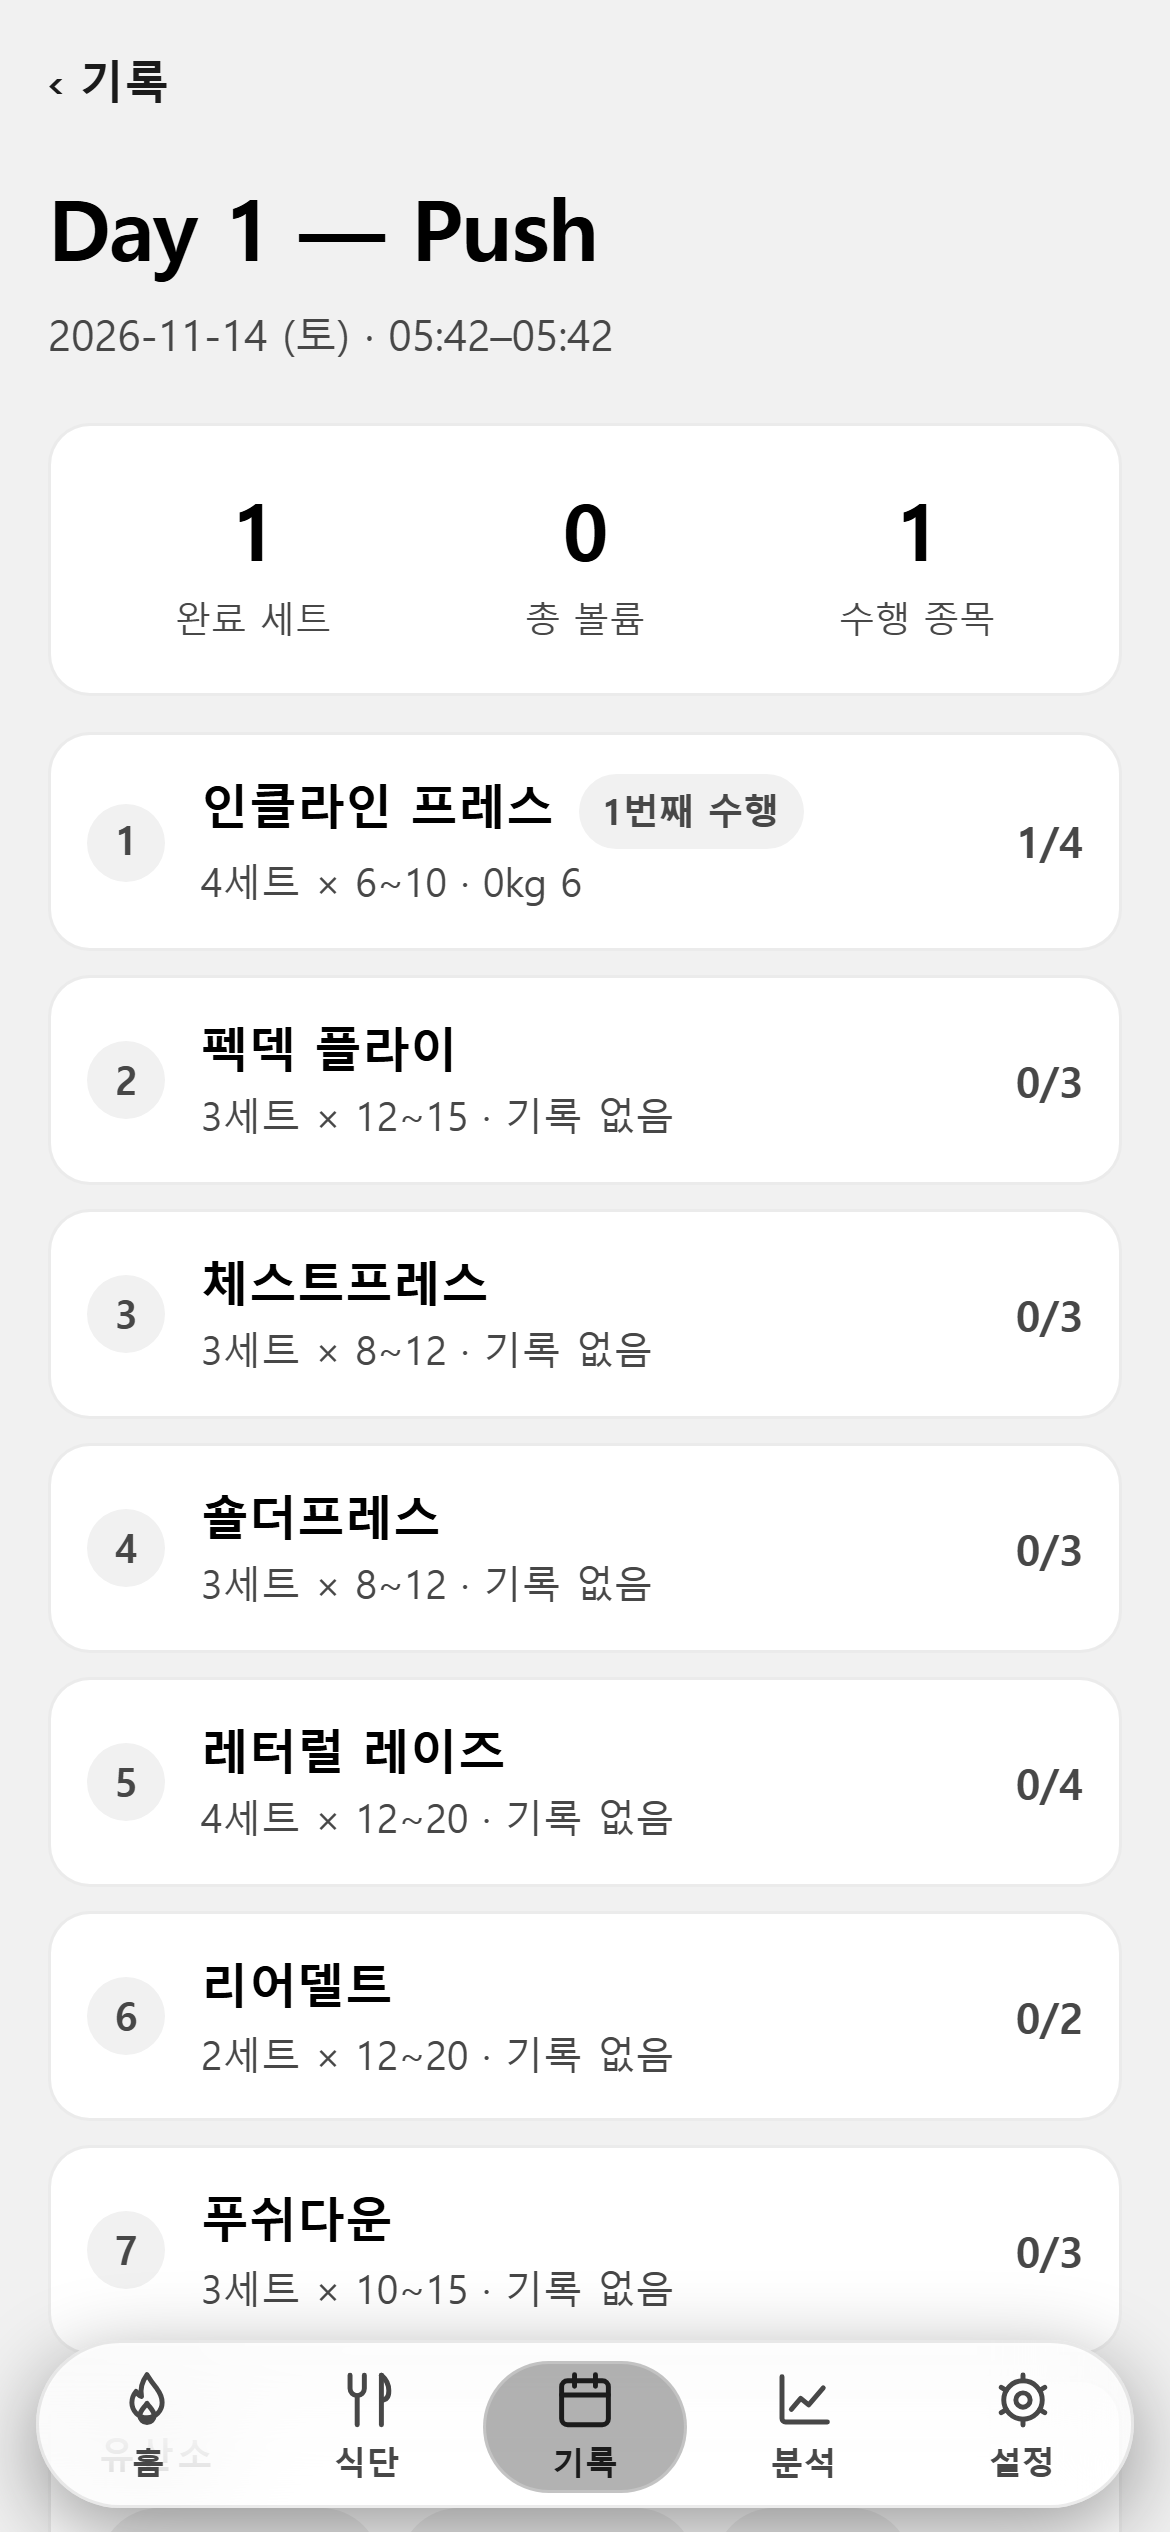 ‹ 기록
Day 1 — Push
2026-11-14 (토) · 05:42–05:42
1
완료 세트
0
총 볼륨
1
수행 종목
1
인클라인 프레스
1번째 수행
4세트 × 6~10 · 0kg 6
1/4
2
펙덱 플라이
3세트 × 12~15 · 기록 없음
0/3
3
체스트프레스
3세트 × 8~12 · 기록 없음
0/3
4
숄더프레스
3세트 × 8~12 · 기록 없음
0/3
5
레터럴 레이즈
4세트 × 12~20 · 기록 없음
0/4
6
리어델트
2세트 × 12~20 · 기록 없음
0/2
7
푸쉬다운
3세트 × 10~15 · 기록 없음
0/3
유산소
홈
식단
기록
분석
설정